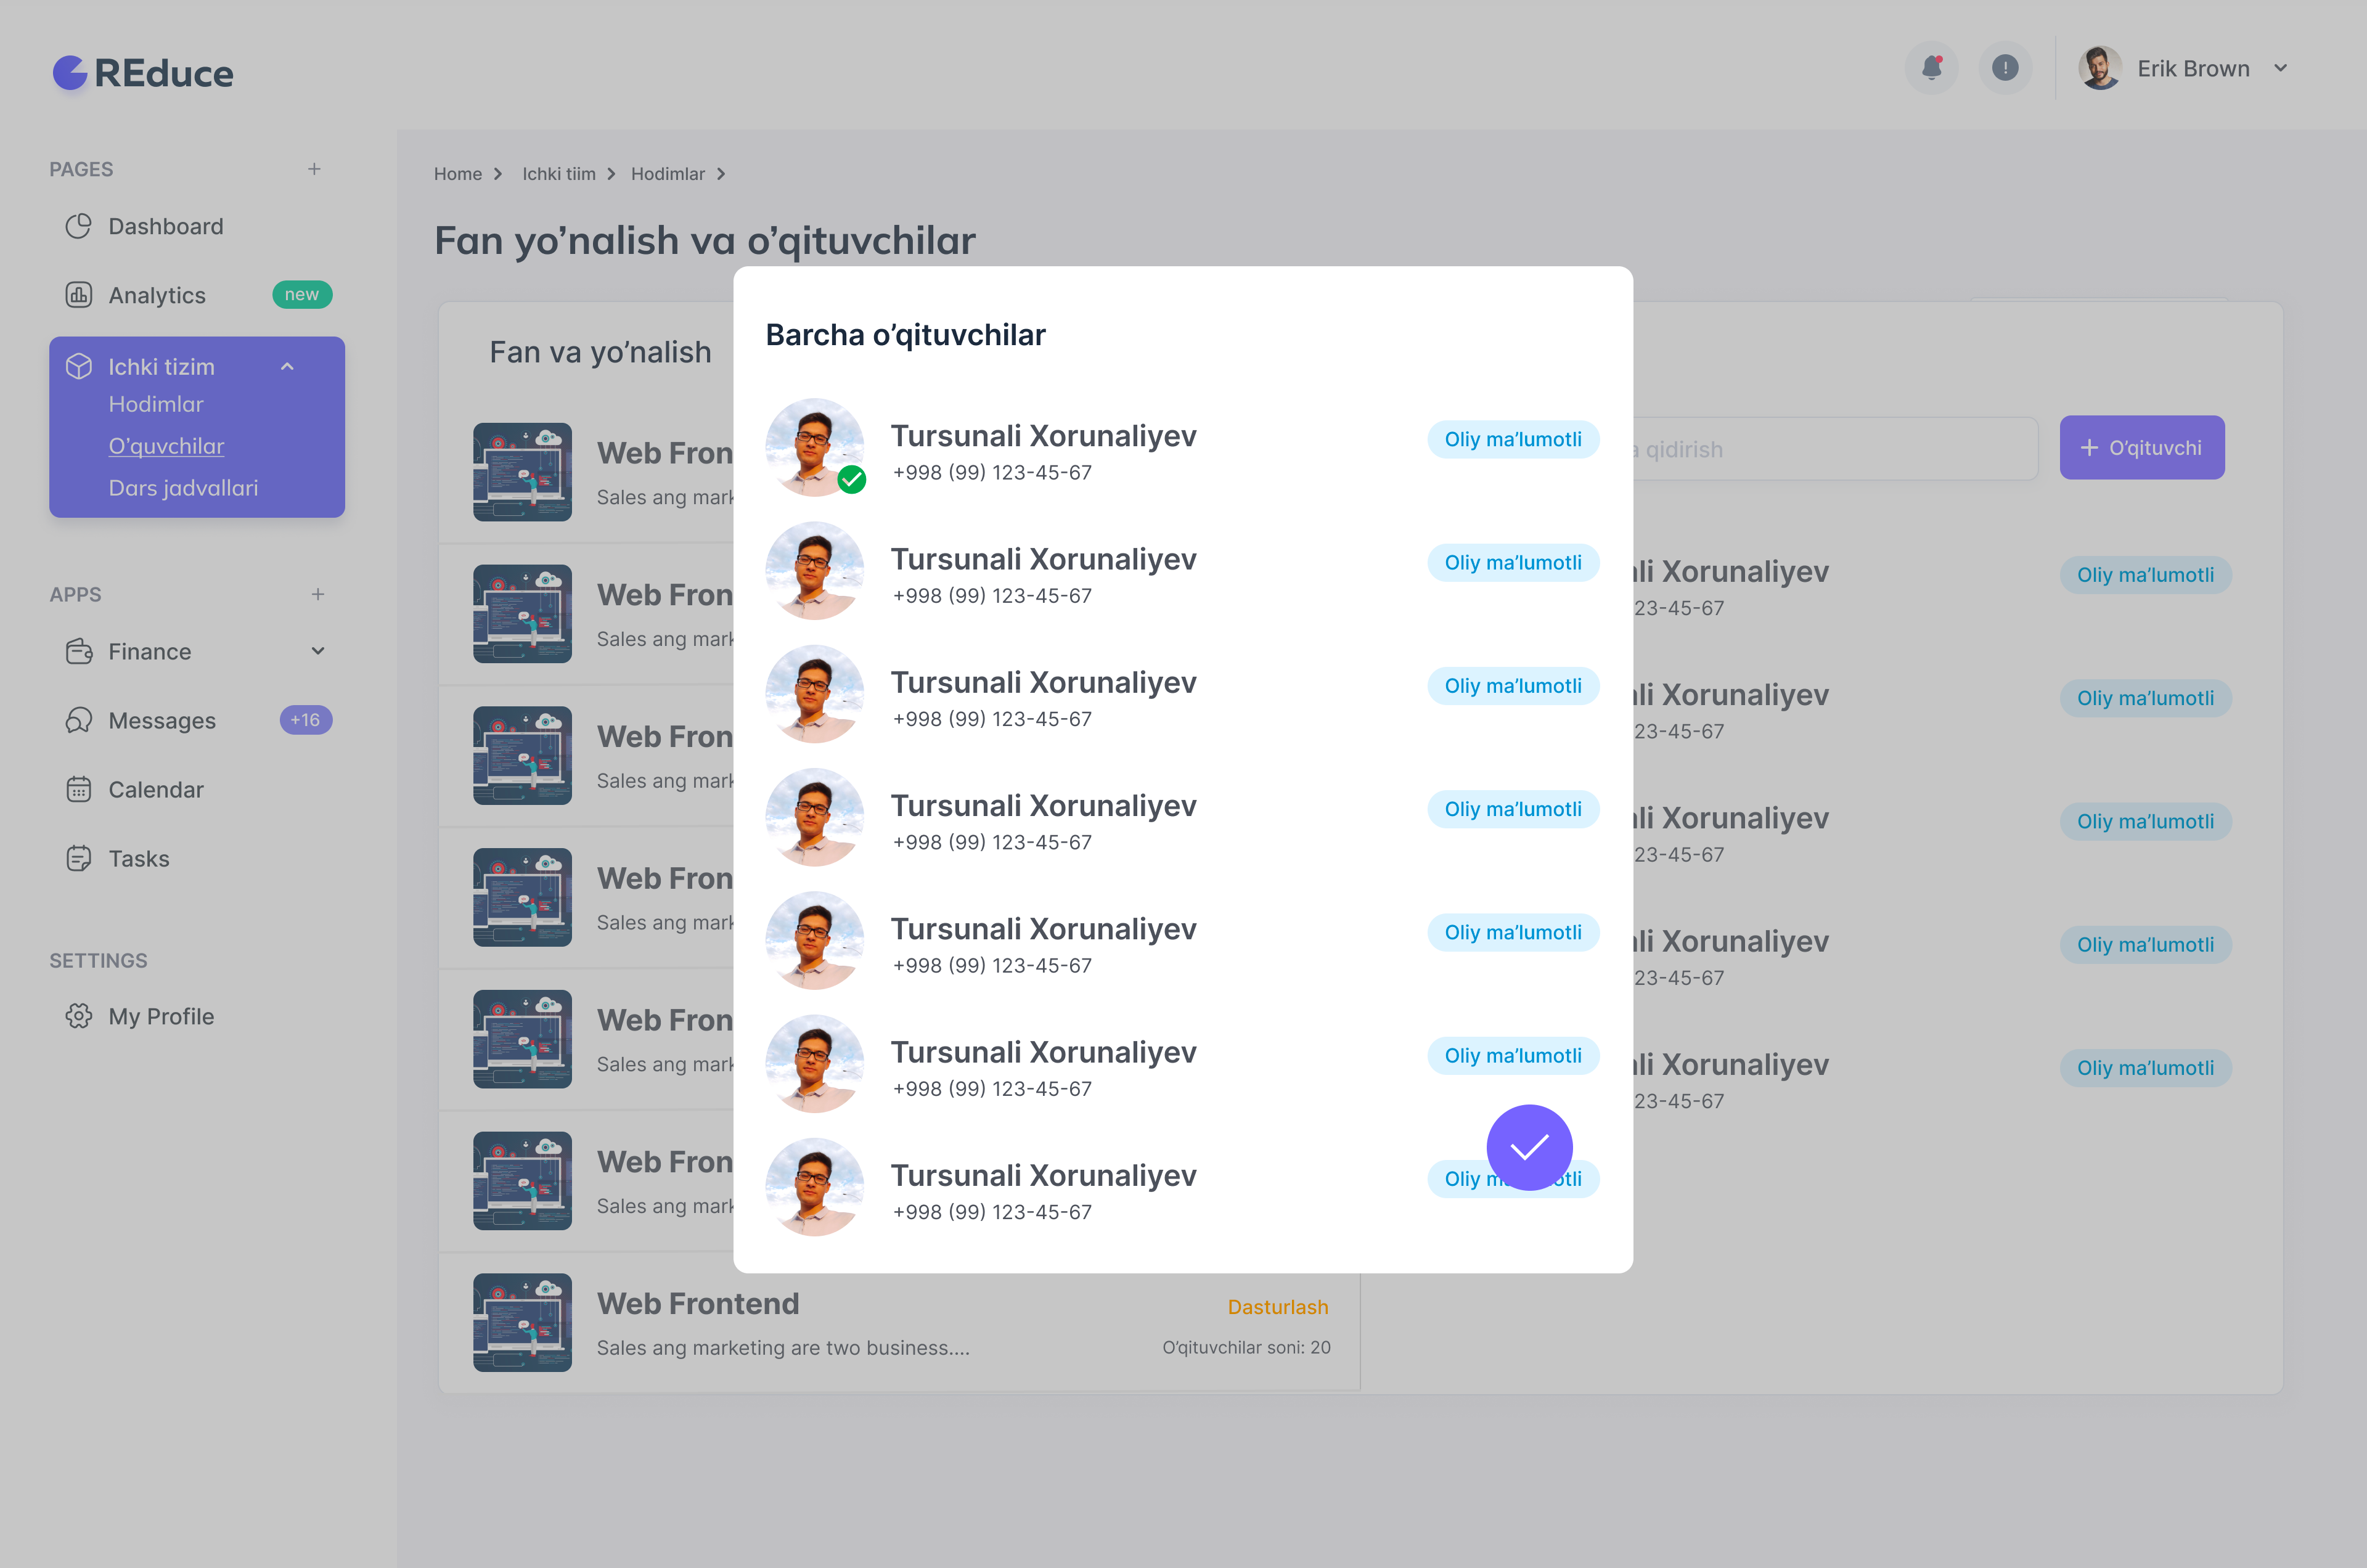 REduce
Erik Brown
PAGES
Dashboard
Analytics
new
Ichki tizim
Hodimlar
O'quvchilar
Dars jadvallari
APPS
Finance
Messages
+16
Calendar
Tasks
SETTINGS
My Profile
Home
Ichki tiim
Hodimlar
Fan yo’nalish va o’qituvchilar
Fan va yo’nalish
Web Fron
Sales ang mark
Web Fron
Sales ang mark
Web Fron
Sales ang mark
Web Fron
Sales ang mark
Web Fron
Sales ang mark
Web Fron
Sales ang mark
Web Frontend
Dasturlash
Sales ang marketing are two business....
O’qituvchilar soni: 20
Barcha o’qituvchilar
Tursunali Xorunaliyev
+998 (99) 123-45-67
Oliy ma’lumotli
Tursunali Xorunaliyev
+998 (99) 123-45-67
Oliy ma’lumotli
Tursunali Xorunaliyev
+998 (99) 123-45-67
Oliy ma’lumotli
Tursunali Xorunaliyev
+998 (99) 123-45-67
Oliy ma’lumotli
Tursunali Xorunaliyev
+998 (99) 123-45-67
Oliy ma’lumotli
Tursunali Xorunaliyev
+998 (99) 123-45-67
Oliy ma’lumotli
Tursunali Xorunaliyev
+998 (99) 123-45-67
Oliy
qidirish
O’qituvchi
li Xorunaliyev
23-45-67
Oliy ma’lumotli
li Xorunaliyev
23-45-67
Oliy ma’lumotli
li Xorunaliyev
23-45-67
Oliy ma’lumotli
li Xorunaliyev
23-45-67
Oliy ma’lumotli
li Xorunaliyev
23-45-67
Oliy ma’lumotli